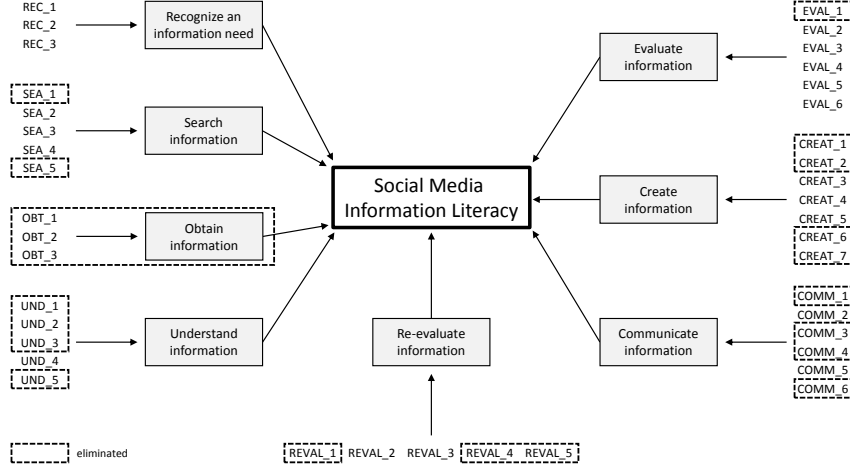 REC_1
REC_2
REC_3
Recognize an
information need
SEA_1
SEA_2
SEA_3
SEA_4
SEA_5
Search
information
OBT_1
OBT_2
OBT_3
Obtain
information
UND_1
UND_2
UND_3
UND_4
UND_5
Understand
information
Social Media
Information Literacy
Re-evaluate
information
REVAL_1 REVAL_2 REVAL_3 REVAL_4 REVAL_5
Evaluate
information
EVAL_1
EVAL_2
EVAL_3
EVAL_4
EVAL_5
EVAL_6
Create
information
CREAT_1
CREAT_2
CREAT_3
CREAT_4
CREAT_5
CREAT_6
CREAT_7
Communicate
information
COMM_1
COMM_2
COMM_3
COMM_4
COMM_5
COMM_6
eliminated